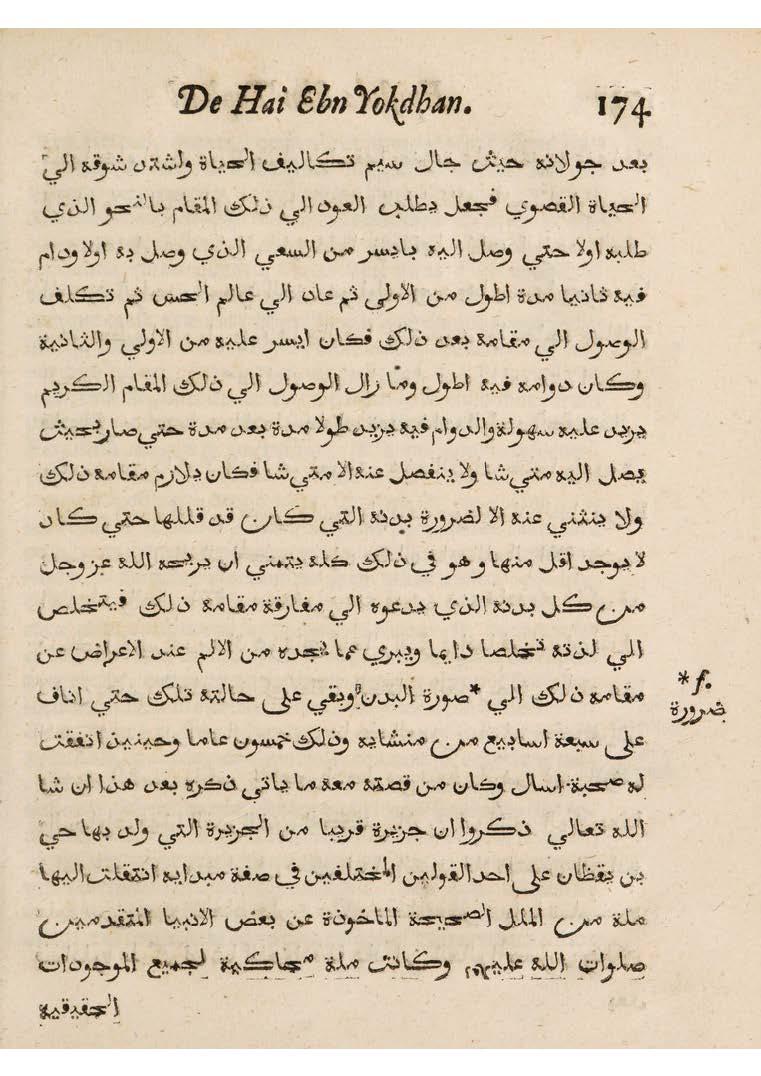 De Hai Ebn Yokdhan. 174
بعد جولانه حيث جال سيم تكاليف الحياة واشتد شوقه الي
الحياة القصوي فجعل يطلب العود الي ذلك المقام بالنحو الذي
طلبه اولا حتي وصل اليه بايسر من السعي الذي وصل به اولا ودام
فيه ثانيا مدة اطول من الاولي ثم عاد الي عالم الحس ثم تكلف
الوصول الي مقامه بعد ذلك فكان ايسر عليه من الاولي والثانية
وكان دوامه فيه اطول وما زال الوصول الي ذلك المقام الكريم
يزيد عليه سهولة والدوام فيه يزيد طولا مدة بعد مدة حتي صار بحيث
يصل اليه متي شا ولا ينفصل عنه الا متي شا فكان يلازم مقامه ذلك
ولا ينثني عنه الا لضرورة بدنه التي كان قد قللها حتي كاد
لا يوجد اقل منها وهو في ذلك كله يتمني ان يريحه الله عز وجل
من كل بدنه الذي يدعوه الي مفارقة مقامه ذلك فيتخلص
الي لذته تخلصا دايما ويبري عما يجده من الالم عند الاعراض عن
مقامه ذلك الي *صورة البدن وبقي علي حالته تلك حتي اناف
*f.
ضرورة
علي سبعة اسابيع من منشايه وذلك خمسون عاما وحينيذ اتفقت
له صحبة اسال وكان من قصته معه ما ياتي ذكره بعد هذا ان شا
الله تعالي ذكروا ان جزيرة قريبا من الجزيرة التي ولد بها حي
بن يقظان علي احد القولين المختلفين في صفة مبدايه انتقلت اليها
ملة من الملل الصحيحة الماخوذة عن بعض الانبيا المتقدمين
صلوات الله عليهم وكانت ملة محاكية لجميع الموجودات
الحقيقية